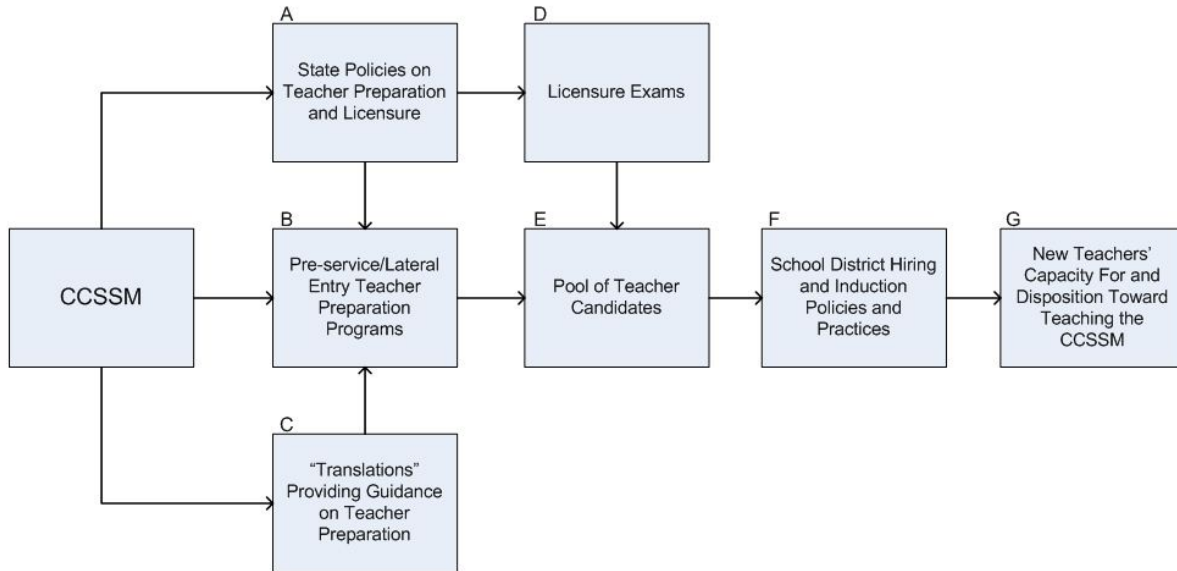 A
State Policies on
Teacher Preparation
and Licensure
D
Licensure Exams
CCSSM
B
Pre-service/Lateral
Entry Teacher
Preparation
Programs
E
Pool of Teacher
Candidates
F
School District Hiring
and Induction
Policies and
Practices
G
New Teachers’
Capacity For and
Disposition Toward
Teaching the
CCSSM
C
“Translations”
Providing Guidance
on Teacher
Preparation